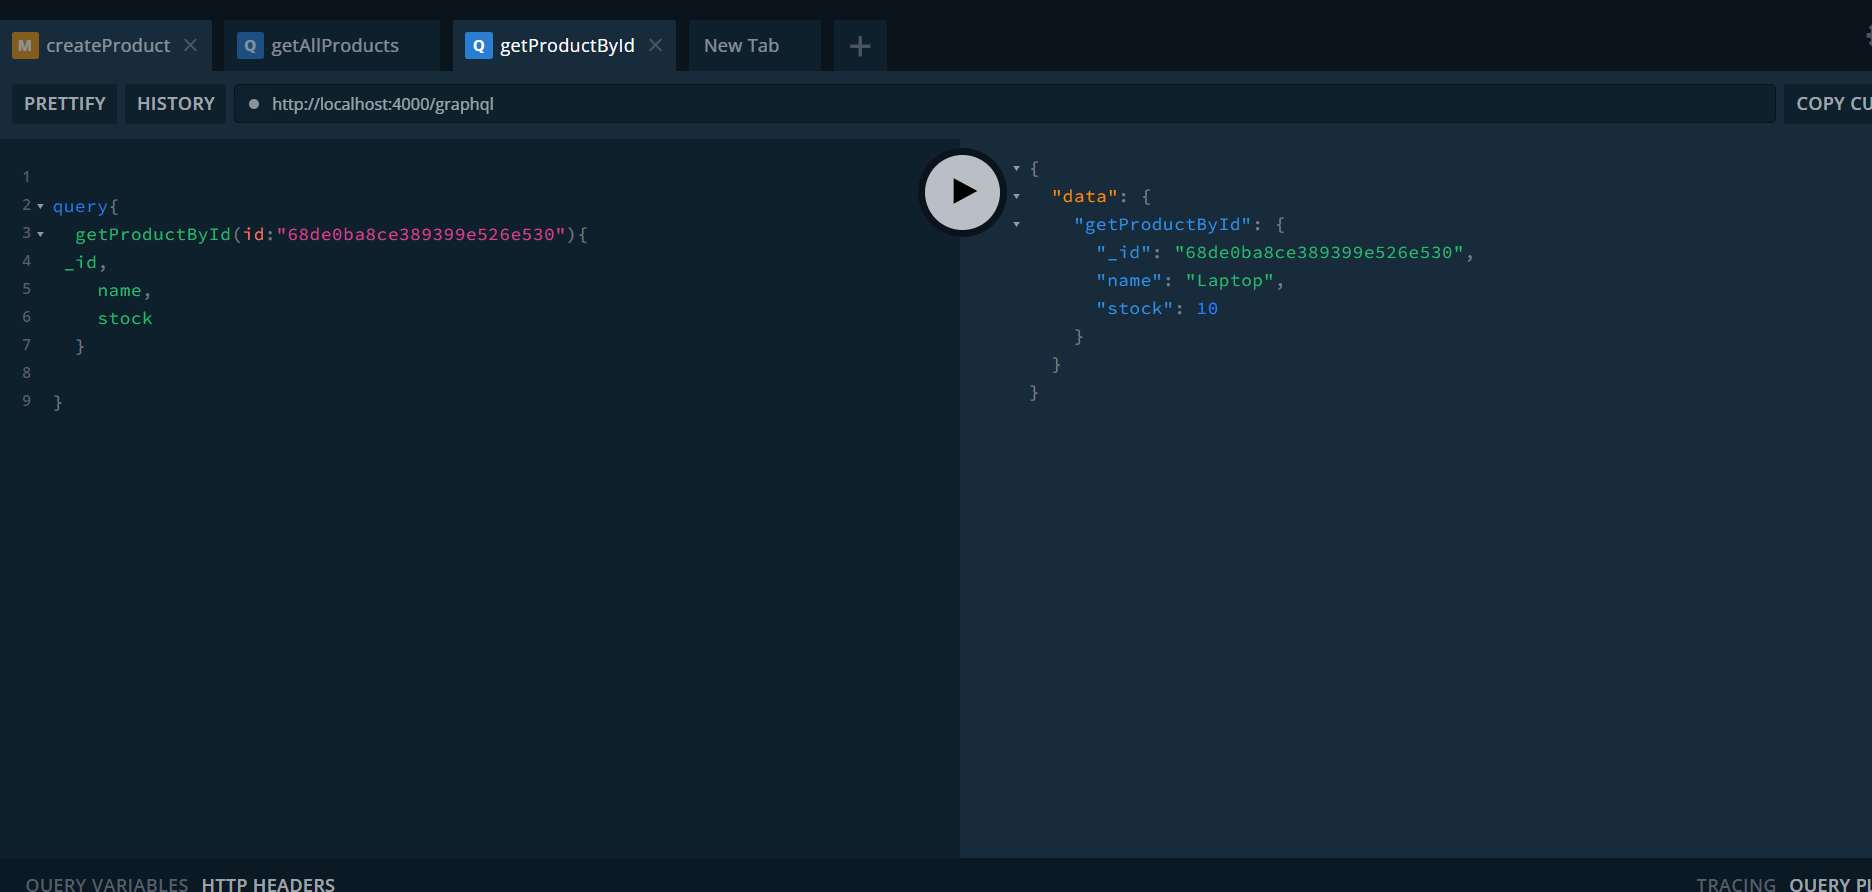 M createProduct × Q getAllProducts Q getProductById × New Tab +
PRETTIFY HISTORY http://localhost:4000/graphql COPY CU
1
2 query{
3 getProductById(id:"68de0ba8ce389399e526e530"){
4 _id,
5 name,
6 stock
7 }
8
9 }
{
"data": {
"getProductById": {
"_id": "68de0ba8ce389399e526e530",
"name": "Laptop",
"stock": 10
}
}
}
QUERY VARIABLES HTTP HEADERS TRACING QUERY PL